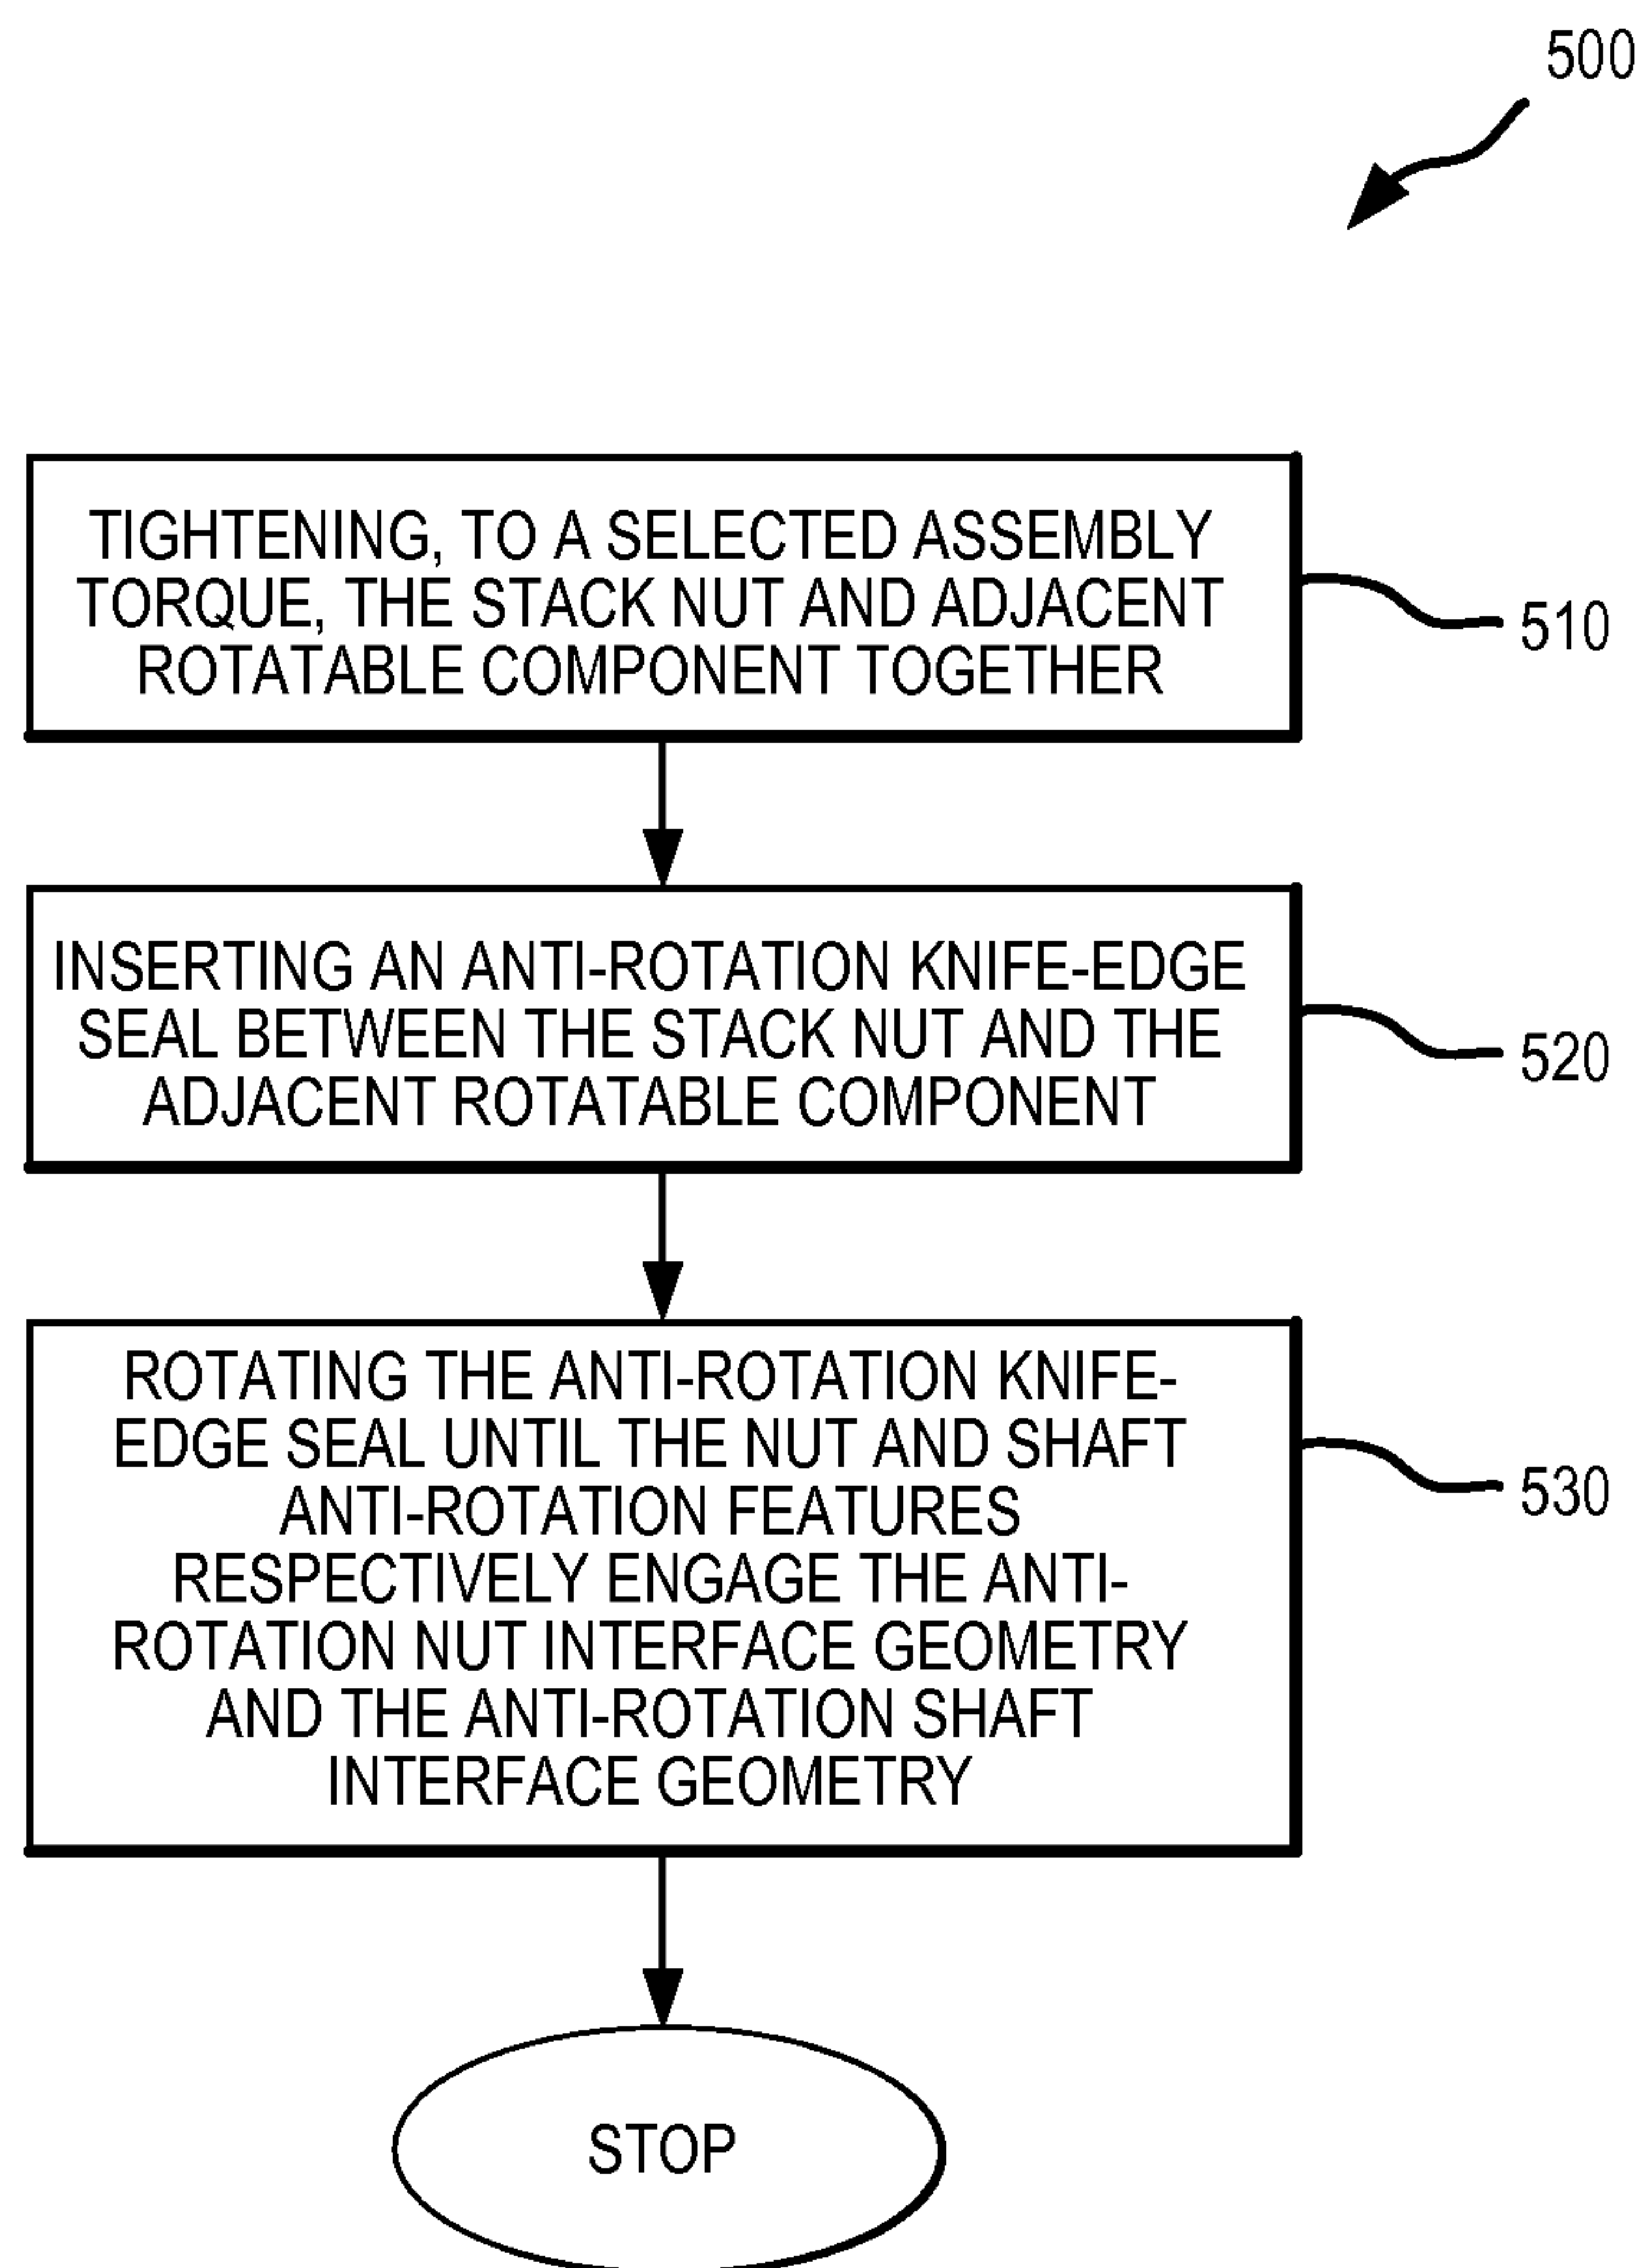 500
TIGHTENING, TO A SELECTED ASSEMBLY
TORQUE, THE STACK NUT AND ADJACENT
ROTATABLE COMPONENT TOGETHER
510
INSERTING AN ANTI-ROTATION KNIFE-EDGE
SEAL BETWEEN THE STACK NUT AND THE
ADJACENT ROTATABLE COMPONENT
520
ROTATING THE ANTI-ROTATION KNIFE-
EDGE SEAL UNTIL THE NUT AND SHAFT
ANTI-ROTATION FEATURES
RESPECTIVELY ENGAGE THE ANTI-
ROTATION NUT INTERFACE GEOMETRY
AND THE ANTI-ROTATION SHAFT
INTERFACE GEOMETRY
530
STOP